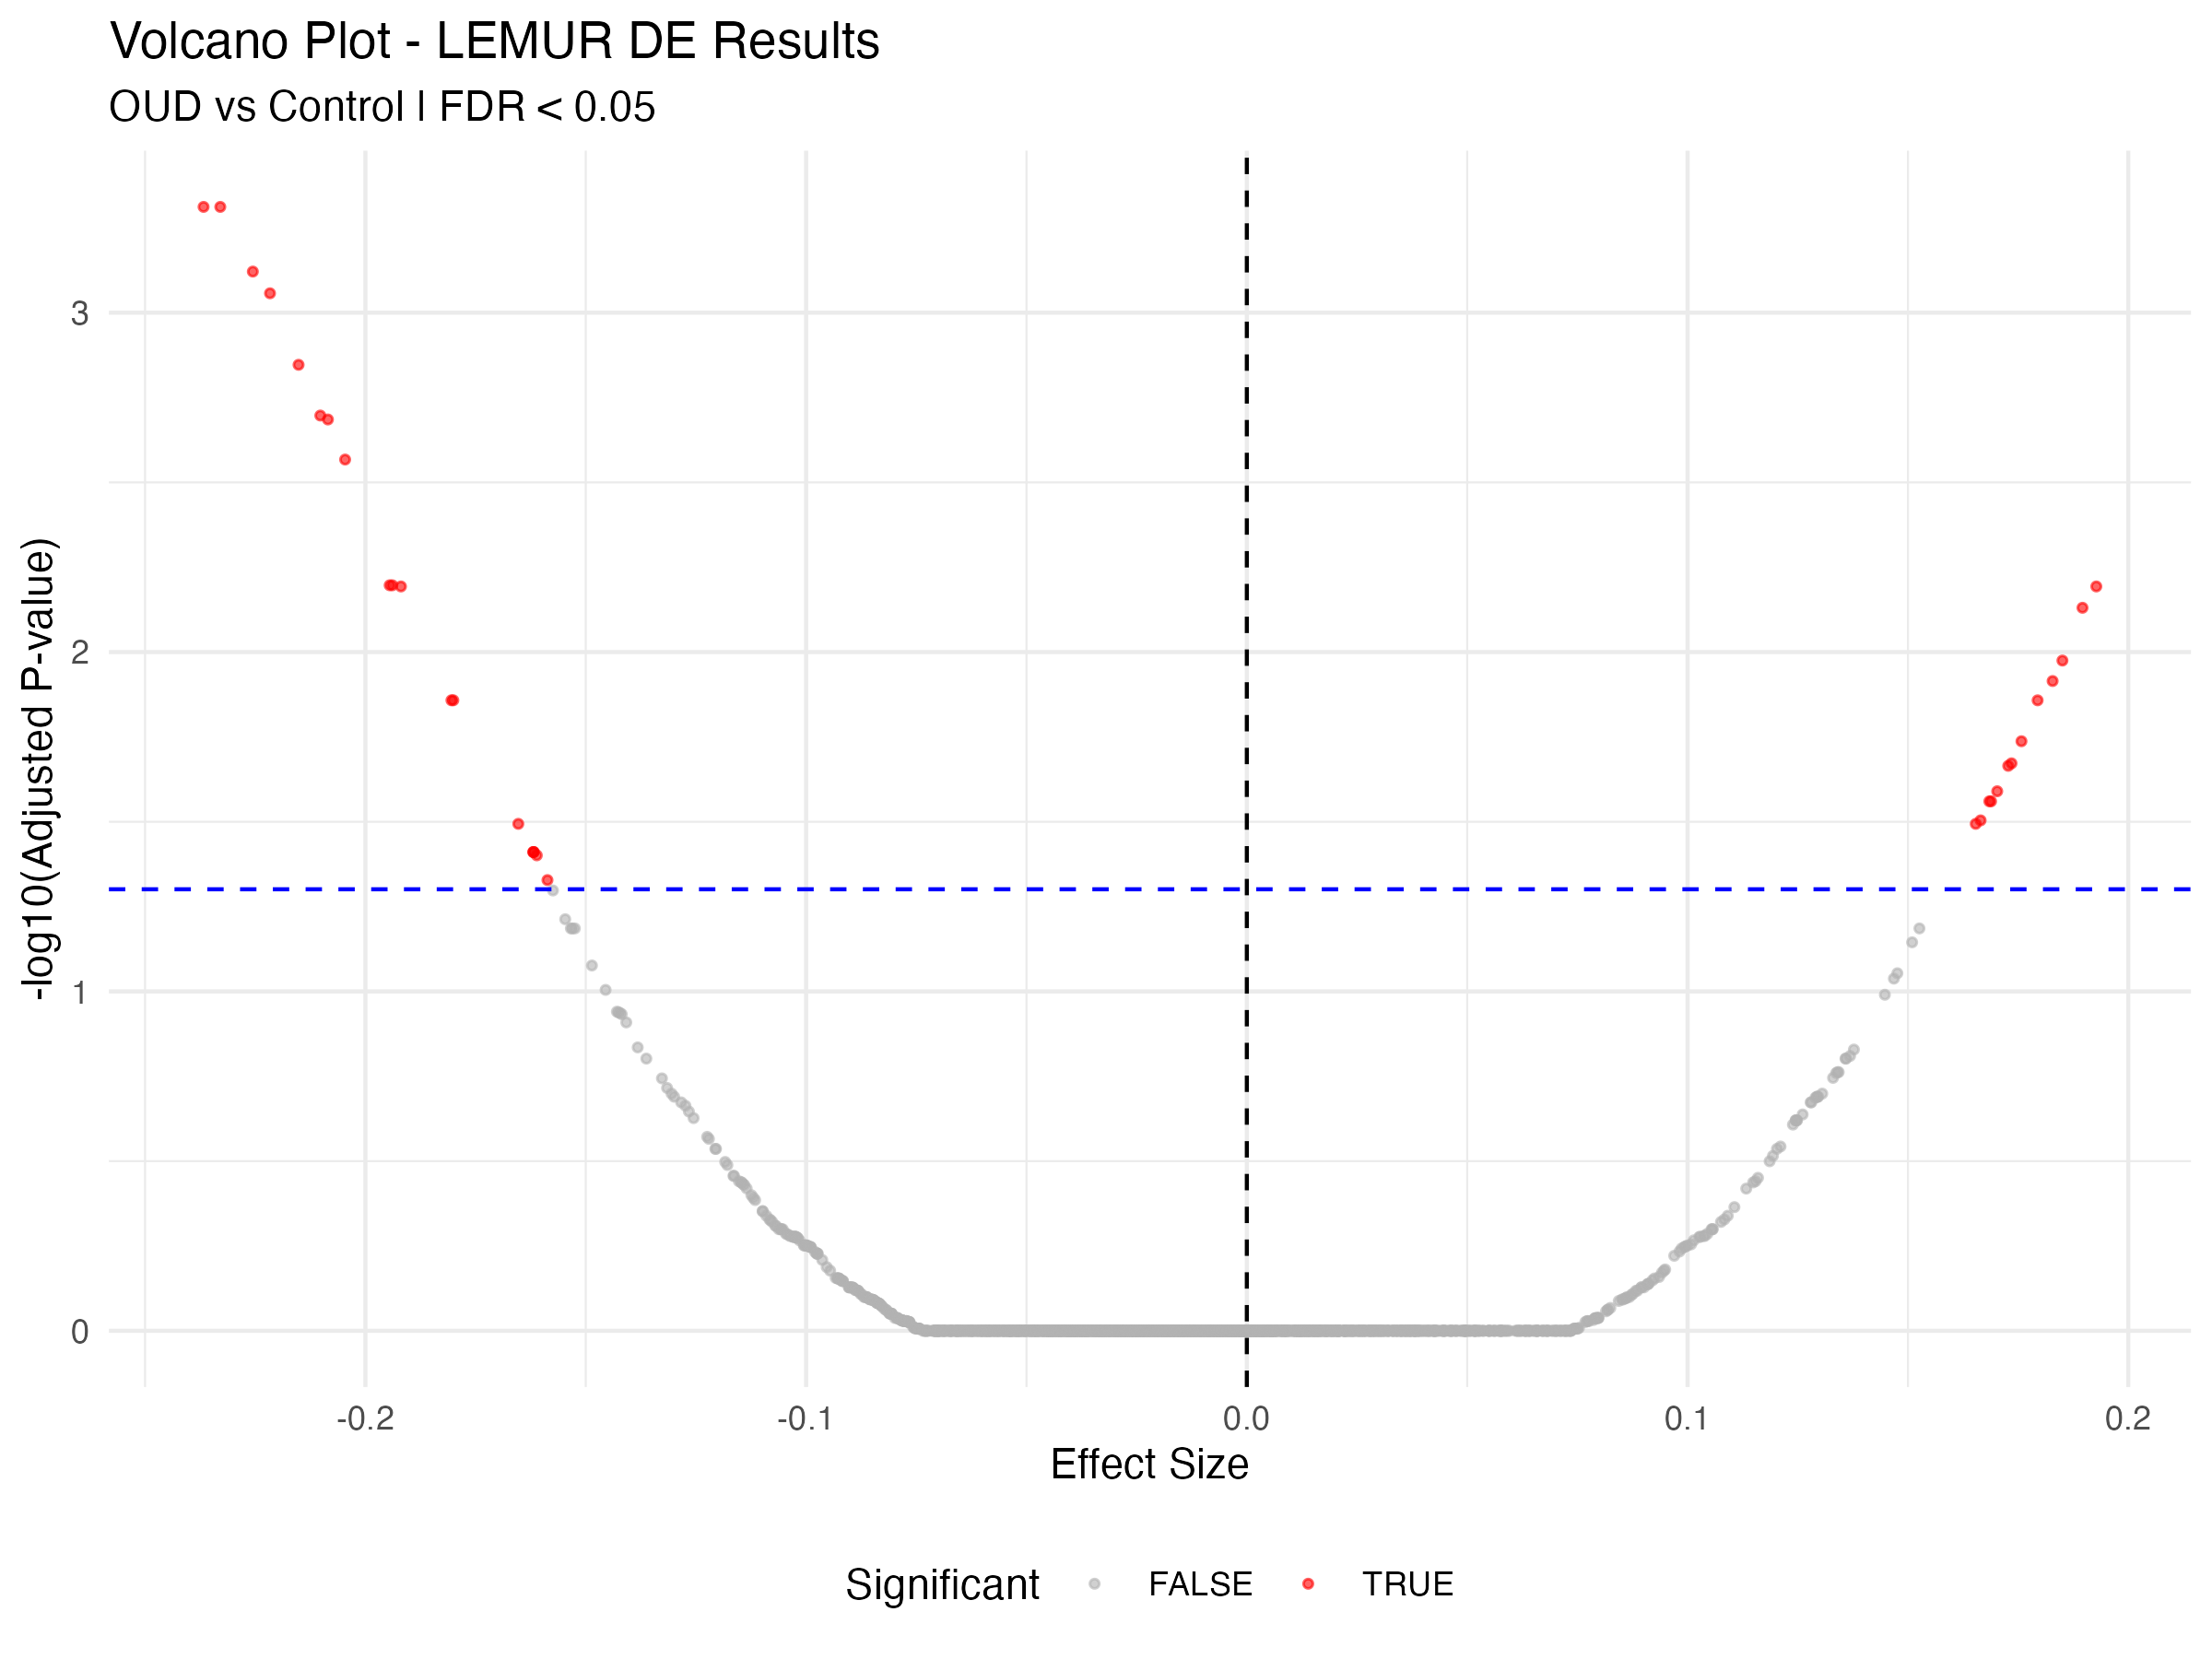 Volcano Plot - LEMUR DE Results
OUD vs Control | FDR < 0.05
-log10(Adjusted P-value)
3
2
1
0
-0.2
-0.1
0.0
0.1
0.2
Effect Size
Significant FALSE TRUE